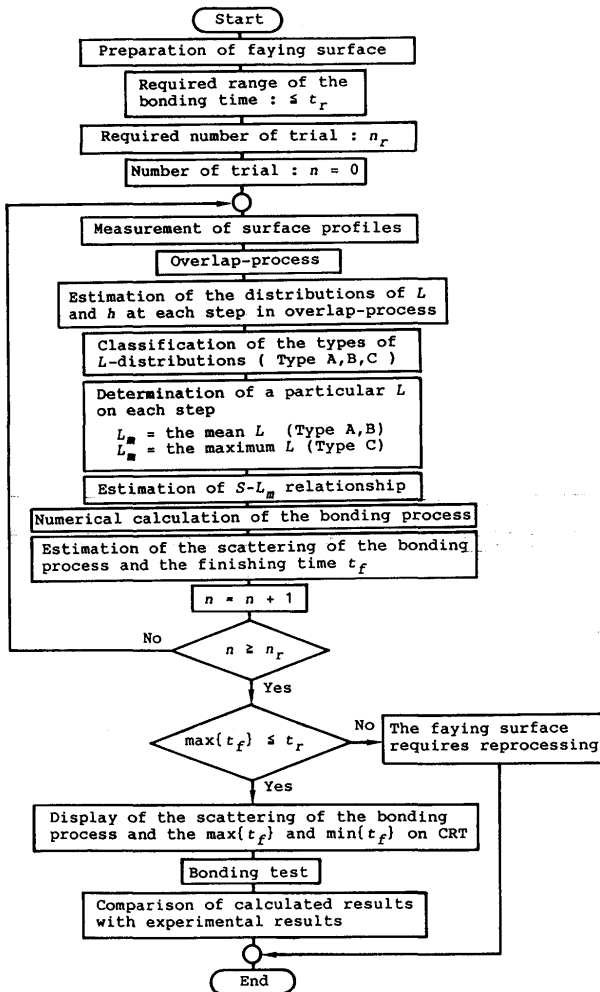 Start
Preparation of faying surface
Required range of the
bonding time : ≦ t_r
Required number of trial : n_r
Number of trial : n = 0
Measurement of surface profiles
Overlap-process
Estimation of the distributions of L
and h at each step in overlap-process
Classification of the types of
L-distributions ( Type A,B,C )
Determination of a particular L
on each step
L_m = the mean L (Type A,B)
L_m = the maximum L (Type C)
Estimation of S-L_m relationship
Numerical calculation of the bonding process
Estimation of the scattering of the bonding
process and the finishing time t_f
n = n + 1
No
n ≧ n_r
Yes
max{t_f} ≦ t_r
No
The faying surface
requires reprocessing
Yes
Display of the scattering of the bonding
process and the max{t_f} and min{t_f} on CRT
Bonding test
Comparison of calculated results
with experimental results
End